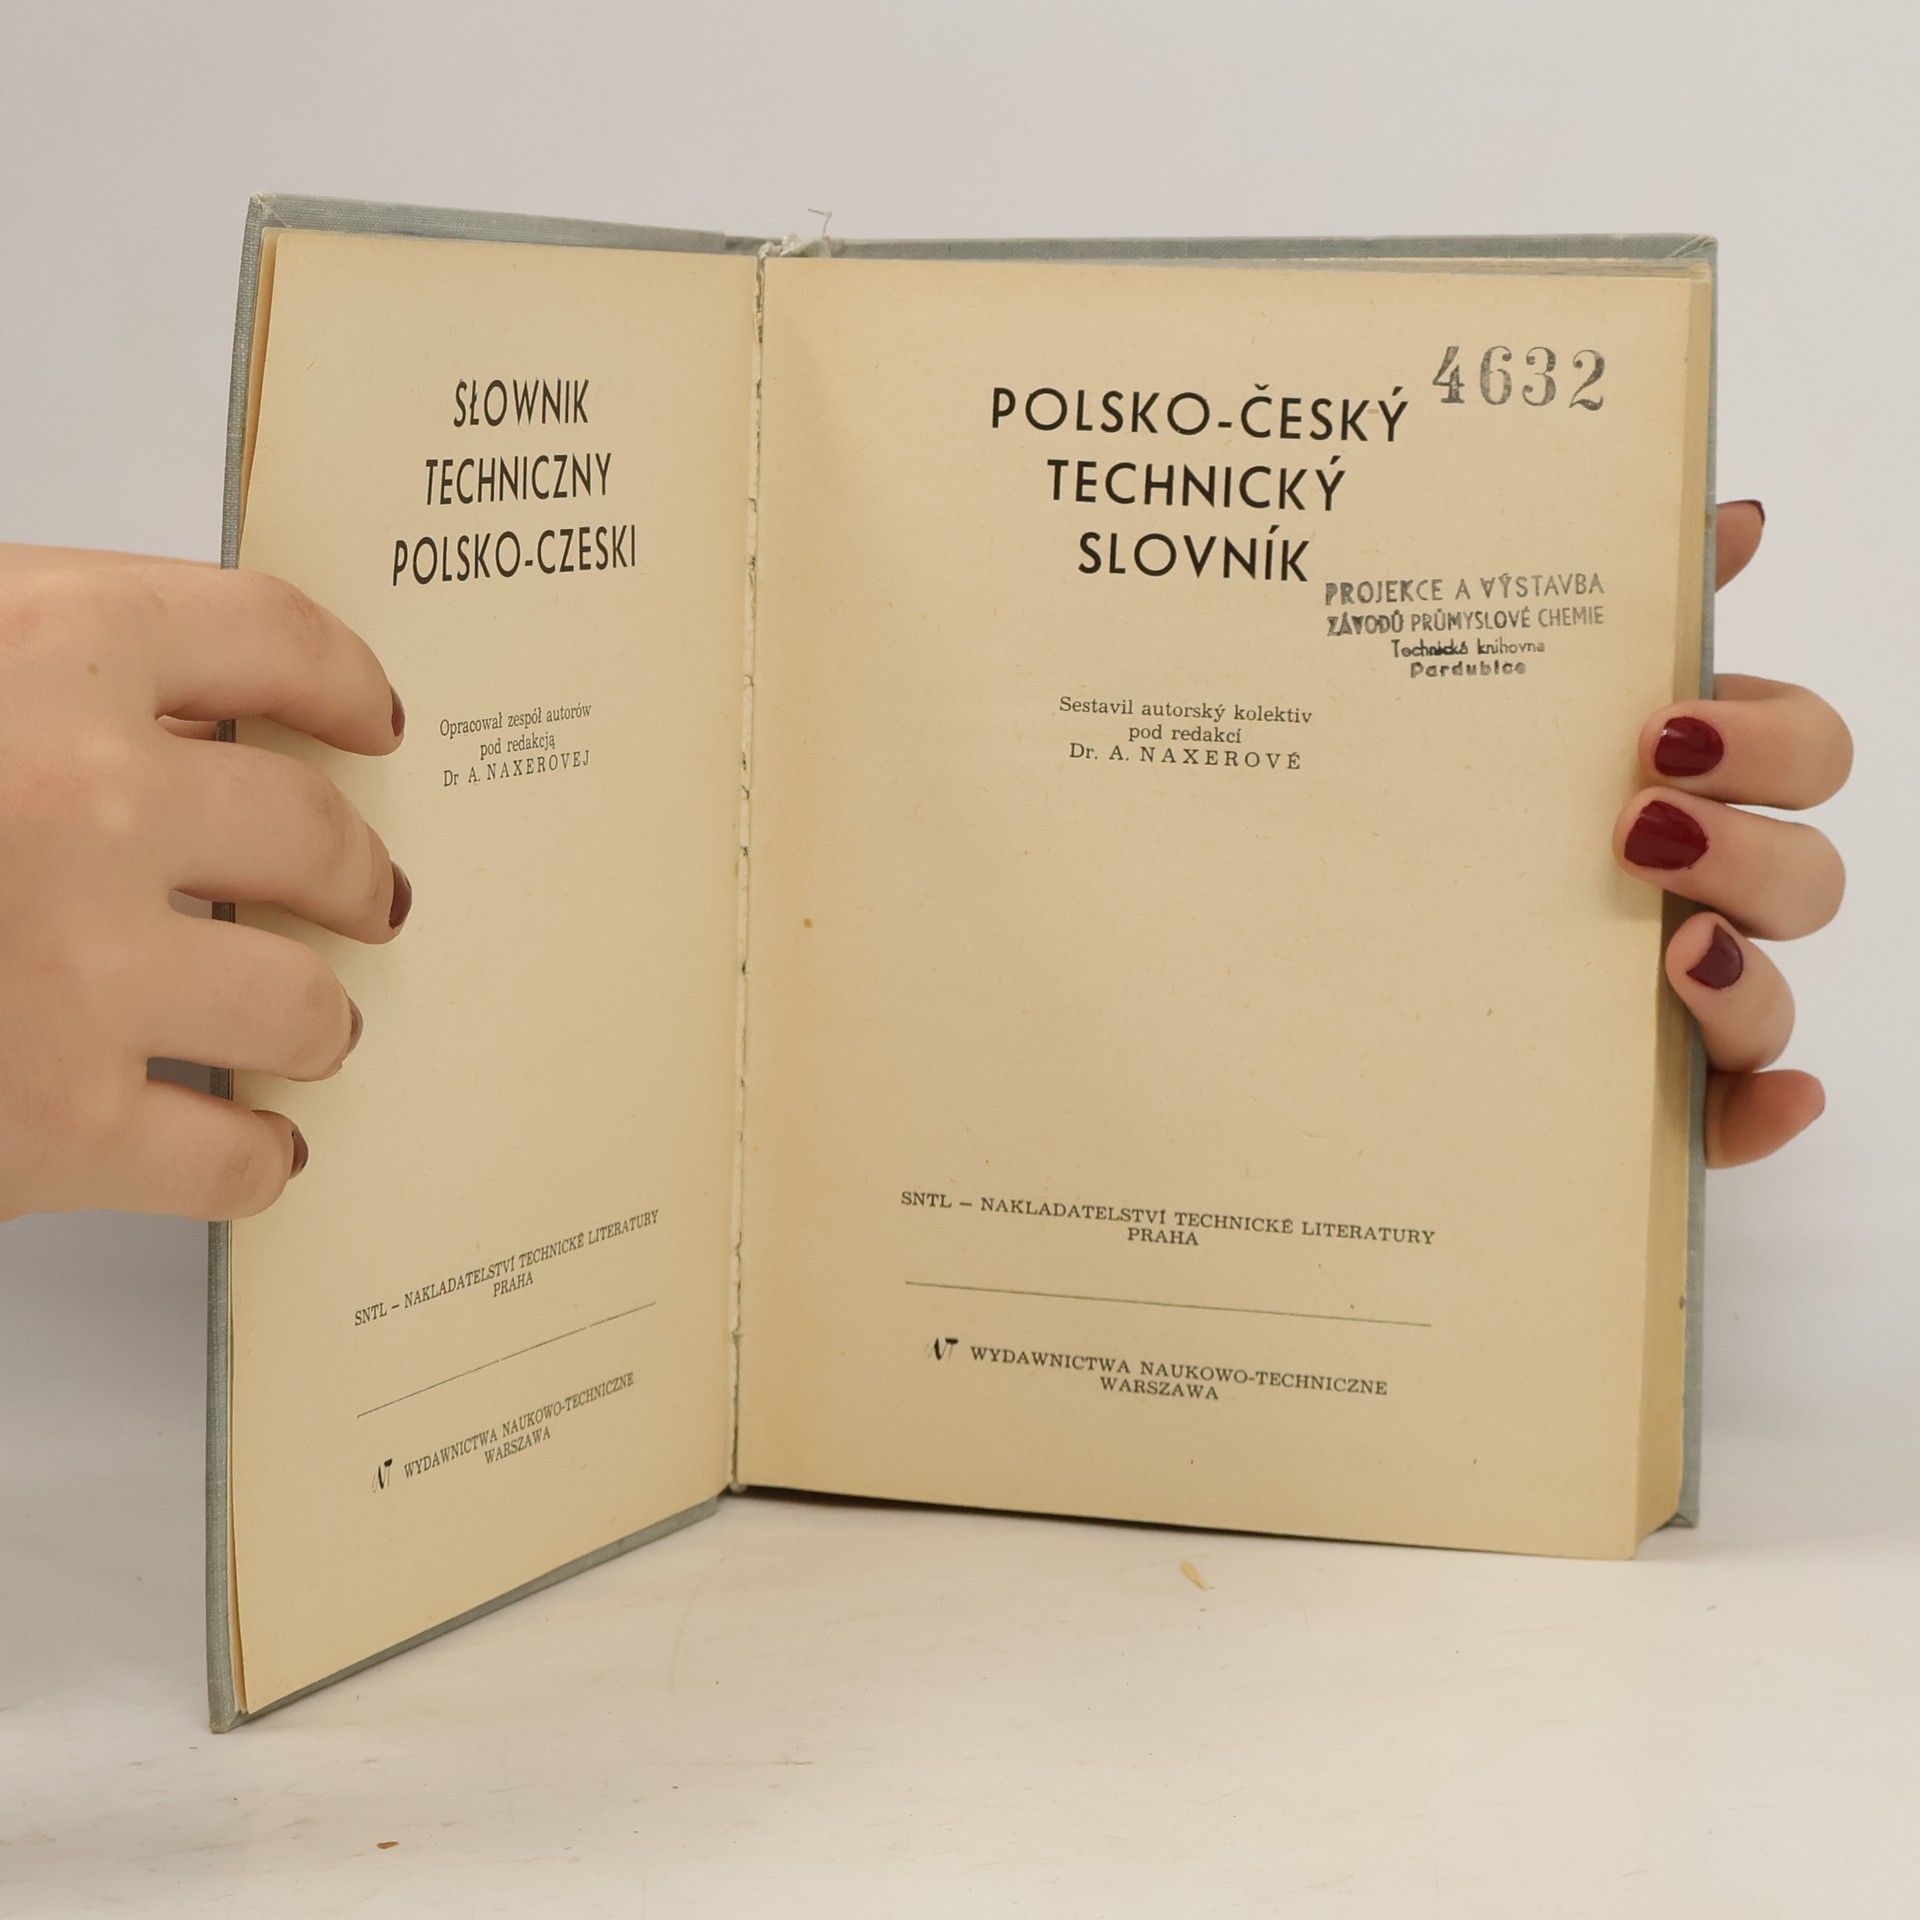 SŁOWNIK
TECHNICZNY
POLSKO-CZESKI
Opracował zespół autorów
pod redakcją
Dr A. NAXEROVEJ
SNTL – NAKLADATELSTVÍ TECHNICKÉ LITERATURY
PRAHA
WYDAWNICTWA NAUKOWO-TECHNICZNE
WARSZAWA
4632
POLSKO-ČESKÝ
TECHNICKÝ
SLOVNÍK
PROJEKCE A VÝSTAVBA
ZÁVODŮ PRŮMYSLOVÉ CHEMIE
Technická knihovna
Pardubice
Sestavil autorský kolektiv
pod redakcí
Dr. A. NAXEROVÉ
SNTL – NAKLADATELSTVÍ TECHNICKÉ LITERATURY
PRAHA
WYDAWNICTWA NAUKOWO-TECHNICZNE
WARSZAWA